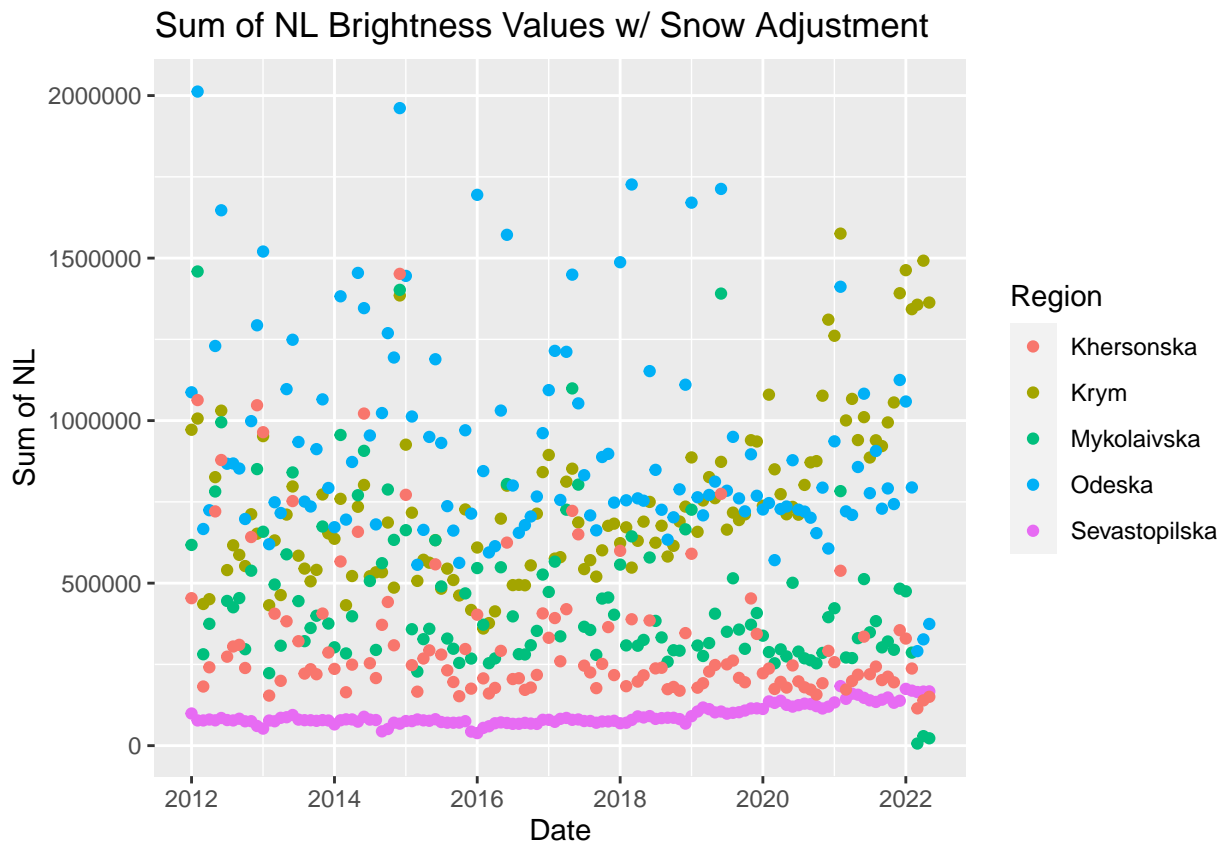 Sum of NL Brightness Values w/ Snow Adjustment
2000000
1500000
1000000
500000
0
Sum of NL
2012
2014
2016
2018
2020
2022
Date
Region
Khersonska
Krym
Mykolaivska
Odeska
Sevastopilska